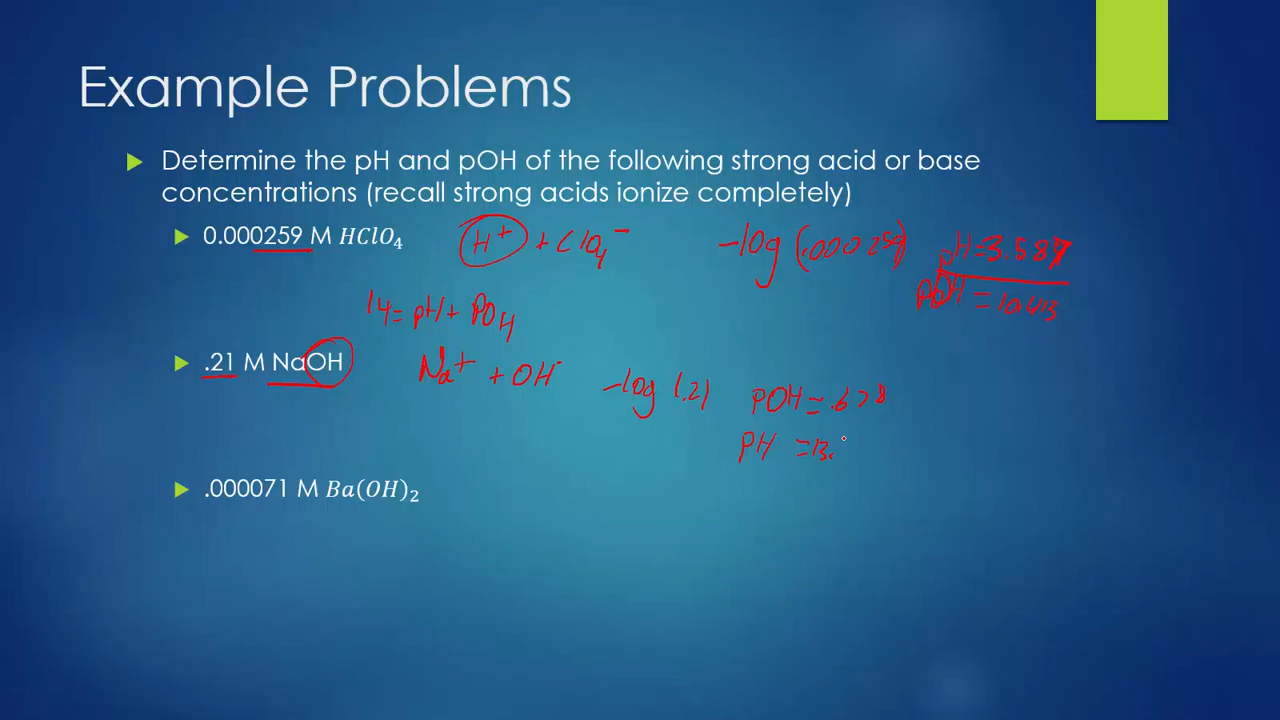 Example Problems
Determine the pH and pOH of the following strong acid or base
concentrations (recall strong acids ionize completely)
0.000259 M HClO₄ H⁺ + ClO₄⁻ -log (.000259) pH=3.587
POH = 10.413
14= pH + POH
.21 M NaOH Na⁺ + OH⁻ -log (.21) POH = .678
PH = 13.
.000071 M Ba(OH)₂